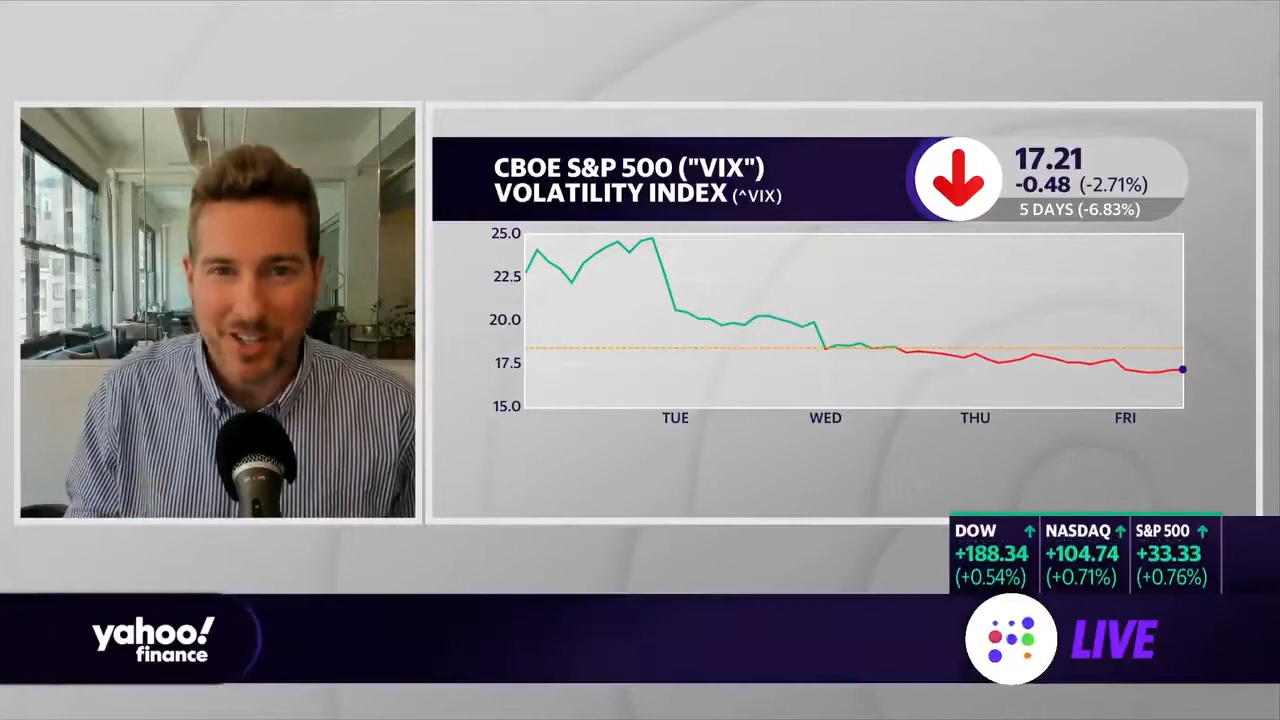 CBOE S&P 500 ("VIX")
VOLATILITY INDEX (^VIX)
17.21
-0.48 (-2.71%)
5 DAYS (-6.83%)
25.0
22.5
20.0
17.5
15.0
TUE WED THU FRI
DOW NASDAQ S&P 500
+188.34 +104.74 +33.33
(+0.54%) (+0.71%) (+0.76%)
yahoo!
finance
LIVE